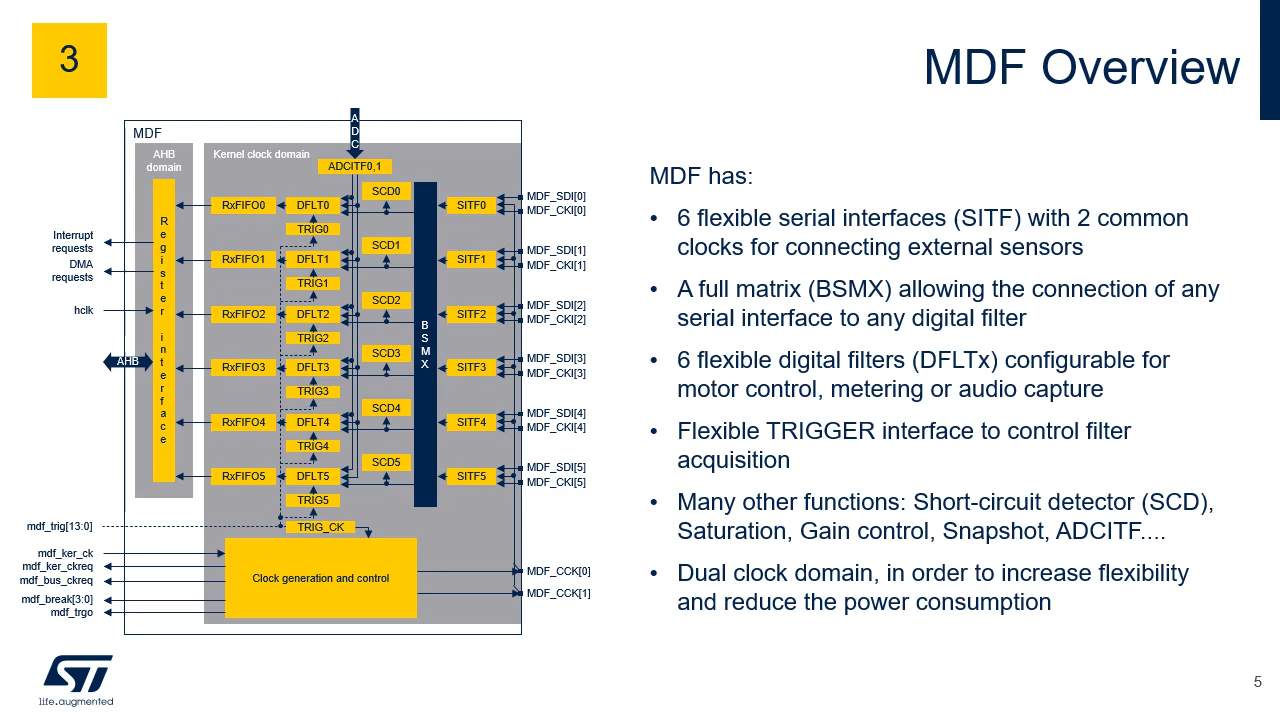 3
MDF Overview
MDF
ADC
AHB
domain
Kernel clock domain
ADCITF0,1
SCD0
RxFIFO0
DFLT0
SITF0
MDF_SDI[0]
MDF_CKI[0]
TRIG0
SCD1
RxFIFO1
DFLT1
SITF1
MDF_SDI[1]
MDF_CKI[1]
TRIG1
SCD2
RxFIFO2
DFLT2
SITF2
MDF_SDI[2]
MDF_CKI[2]
TRIG2
SCD3
RxFIFO3
DFLT3
SITF3
MDF_SDI[3]
MDF_CKI[3]
TRIG3
SCD4
RxFIFO4
DFLT4
SITF4
MDF_SDI[4]
MDF_CKI[4]
TRIG4
SCD5
RxFIFO5
DFLT5
SITF5
MDF_SDI[5]
MDF_CKI[5]
TRIG5
TRIG_CK
Register interface
BSMX
Interrupt
requests
DMA
requests
hclk
AHB
mdf_trig[13:0]
mdf_ker_ck
mdf_ker_ckreq
mdf_bus_ckreq
mdf_break[3:0]
mdf_trgo
Clock generation and control
MDF_CCK[0]
MDF_CCK[1]
MDF has:
• 6 flexible serial interfaces (SITF) with 2 common
clocks for connecting external sensors
• A full matrix (BSMX) allowing the connection of any
serial interface to any digital filter
• 6 flexible digital filters (DFLTx) configurable for
motor control, metering or audio capture
• Flexible TRIGGER interface to control filter
acquisition
• Many other functions: Short-circuit detector (SCD),
Saturation, Gain control, Snapshot, ADCITF....
• Dual clock domain, in order to increase flexibility
and reduce the power consumption
ST
life.augmented
5